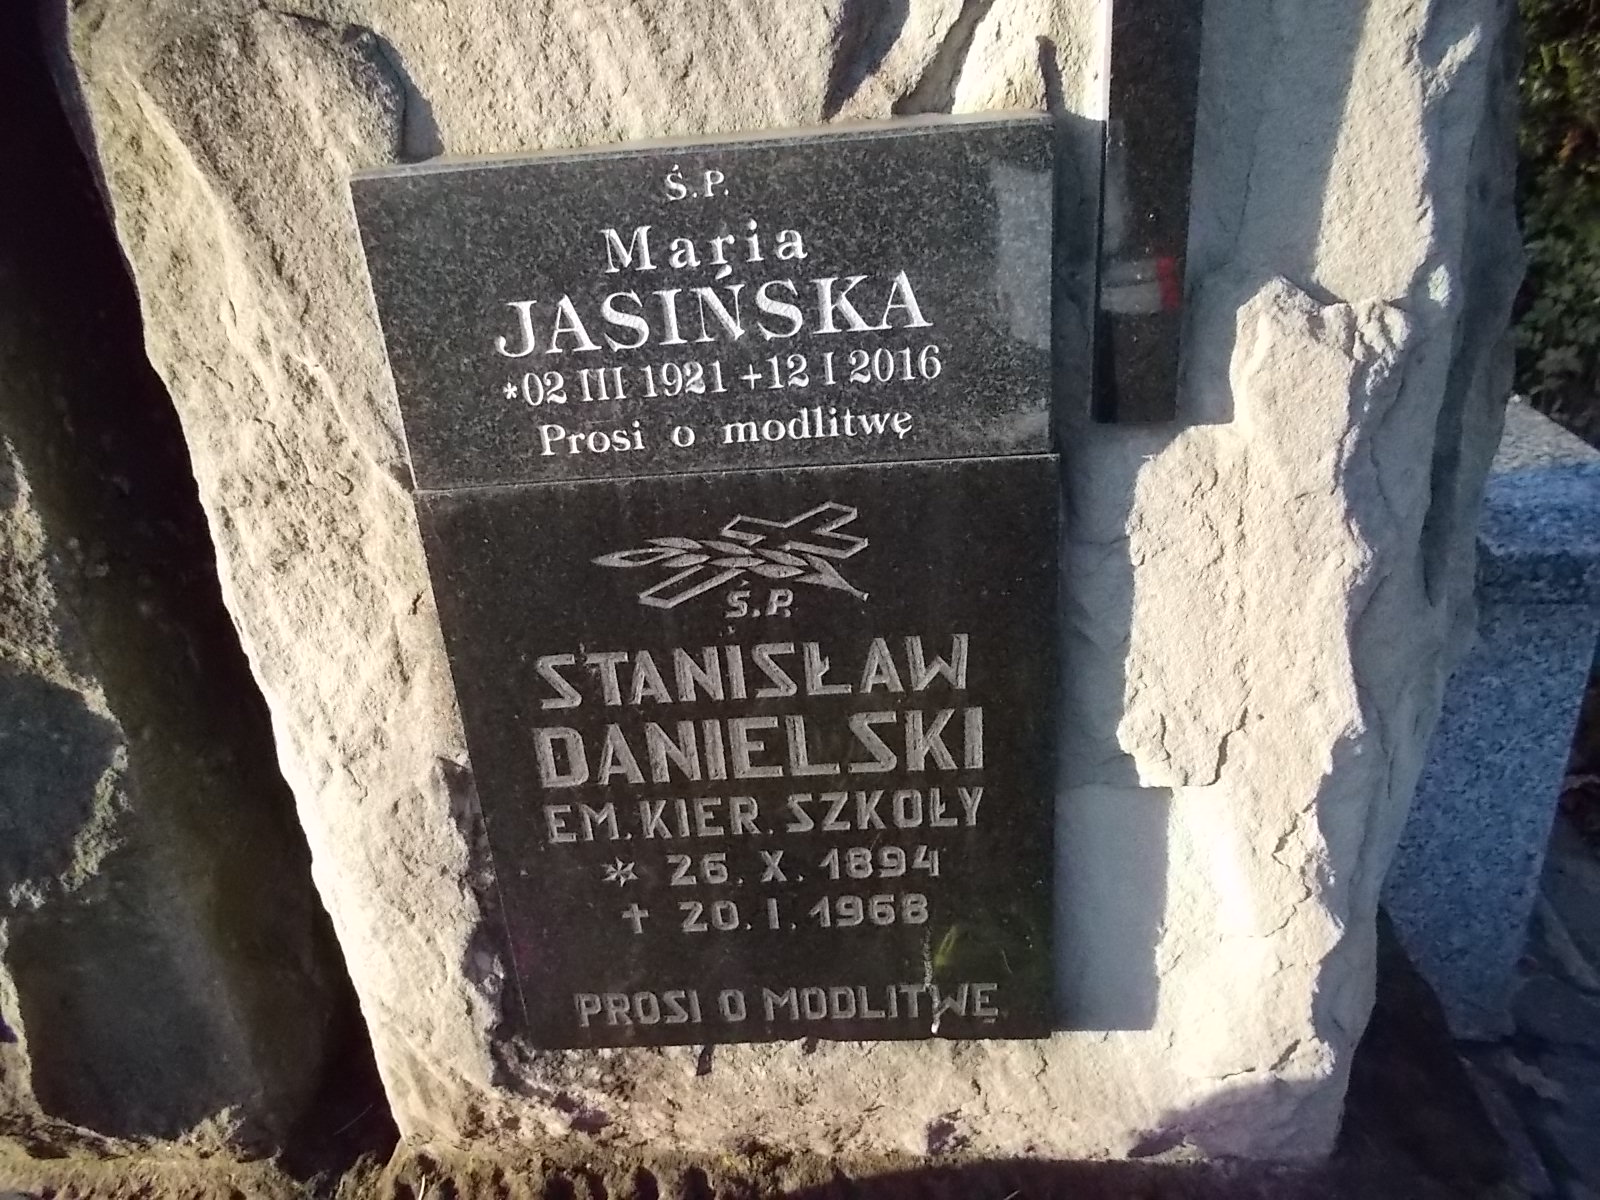 Ś.P.
Maria
JASIŃSKA
*02 III 1921 +12 I 2016
Prosi o modlitwę
Ś.P.
STANISŁAW
DANIELSKI
EM. KIER. SZKOŁY
* 26. X. 1894
† 20. I. 1968
PROSI O MODLITWĘ